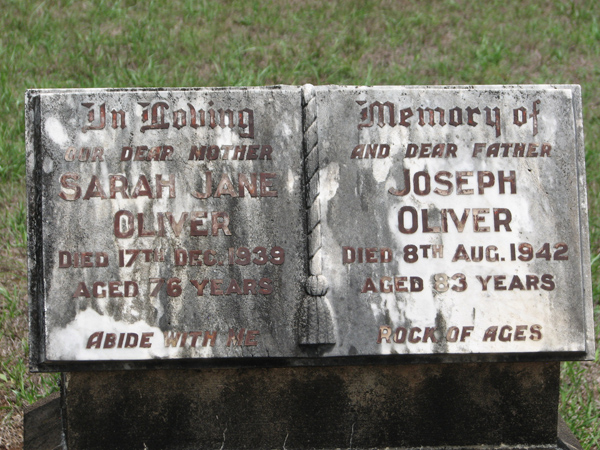 In Loving
OUR DEAR MOTHER
SARAH JANE
OLIVER
DIED 17TH DEC. 1939
AGED 76 YEARS
ABIDE WITH ME
Memory of
AND DEAR FATHER
JOSEPH
OLIVER
DIED 8TH AUG. 1942
AGED 83 YEARS
ROCK OF AGES